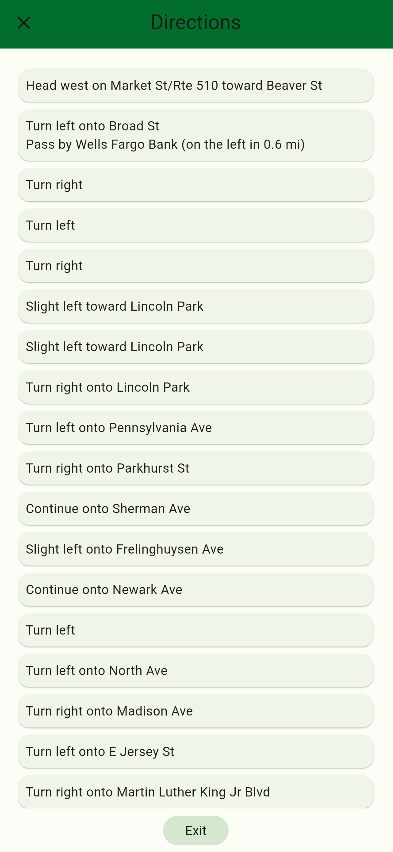 Directions
Head west on Market St/Rte 510 toward Beaver St
Turn left onto Broad St
Pass by Wells Fargo Bank (on the left in 0.6 mi)
Turn right
Turn left
Turn right
Slight left toward Lincoln Park
Slight left toward Lincoln Park
Turn right onto Lincoln Park
Turn left onto Pennsylvania Ave
Turn right onto Parkhurst St
Continue onto Sherman Ave
Slight left onto Frelinghuysen Ave
Continue onto Newark Ave
Turn left
Turn left onto North Ave
Turn right onto Madison Ave
Turn left onto E Jersey St
Turn right onto Martin Luther King Jr Blvd
Exit